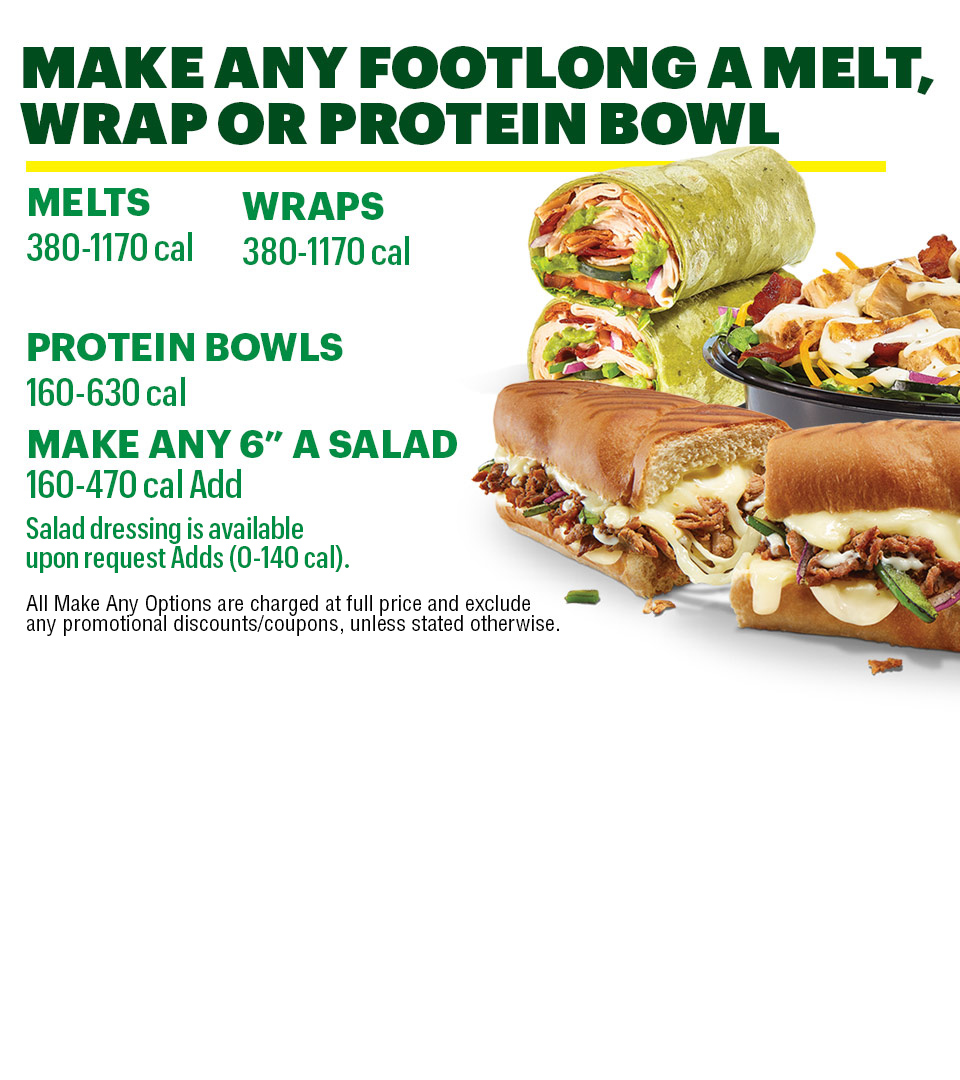 MAKE ANY FOOTLONG A MELT,
WRAP OR PROTEIN BOWL
MELTS
380-1170 cal
WRAPS
380-1170 cal
PROTEIN BOWLS
160-630 cal
MAKE ANY 6” A SALAD
160-470 cal Add
Salad dressing is available
upon request Adds (0-140 cal).
All Make Any Options are charged at full price and exclude
any promotional discounts/coupons, unless stated otherwise.